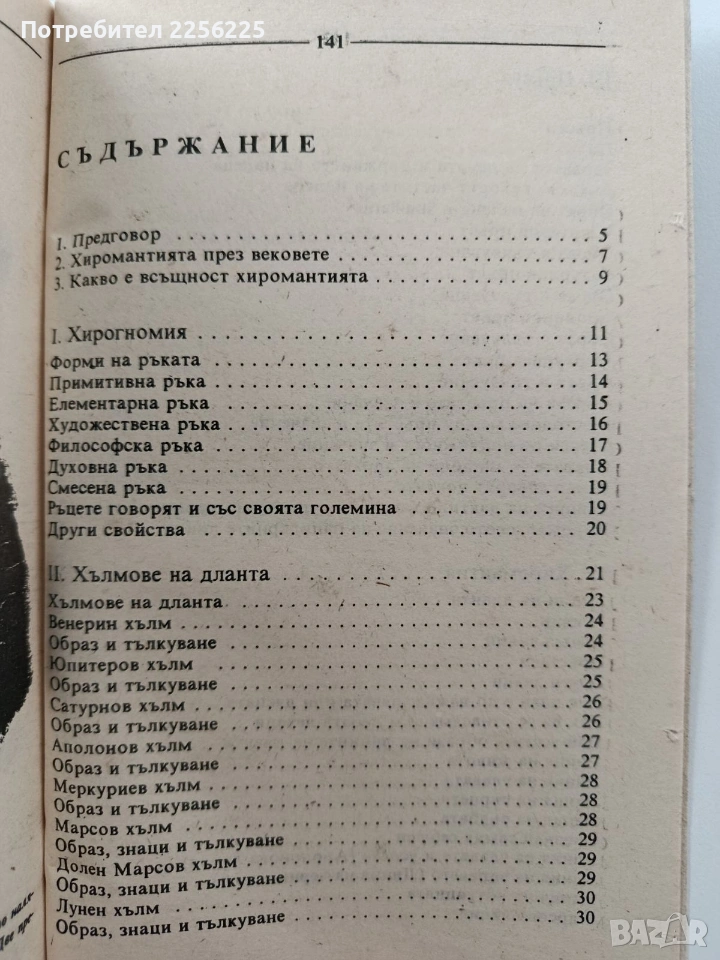 Потребител 2256225
141
СЪДЪРЖАНИЕ
1. Предговор ........ 5
2. Хиромантията през вековете ........ 7
3. Какво е всъщност хиромантията ........ 9
I. Хирогномия ........ 11
Форми на ръката ........ 13
Примитивна ръка ........ 14
Елементарна ръка ........ 15
Художествена ръка ........ 16
Философска ръка ........ 17
Духовна ръка ........ 18
Смесена ръка ........ 19
Ръцете говорят и със своята големина ........ 19
Други свойства ........ 20
II. Хълмове на дланта ........ 21
Хълмове на дланта ........ 23
Венерин хълм ........ 24
Образ и тълкуване ........ 24
Юпитеров хълм ........ 25
Образ и тълкуване ........ 25
Сатурнов хълм ........ 26
Образ и тълкуване ........ 26
Аполонов хълм ........ 27
Образ и тълкуване ........ 27
Меркуриев хълм ........ 28
Образ и тълкуване ........ 28
Марсов хълм ........ 28
Образ, знаци и тълкуване ........ 29
Долен Марсов хълм ........ 29
Образ, знаци и тълкуване ........ 29
Лунен хълм ........ 30
Образ, знаци и тълкуване ........ 30
BAZAR
bg